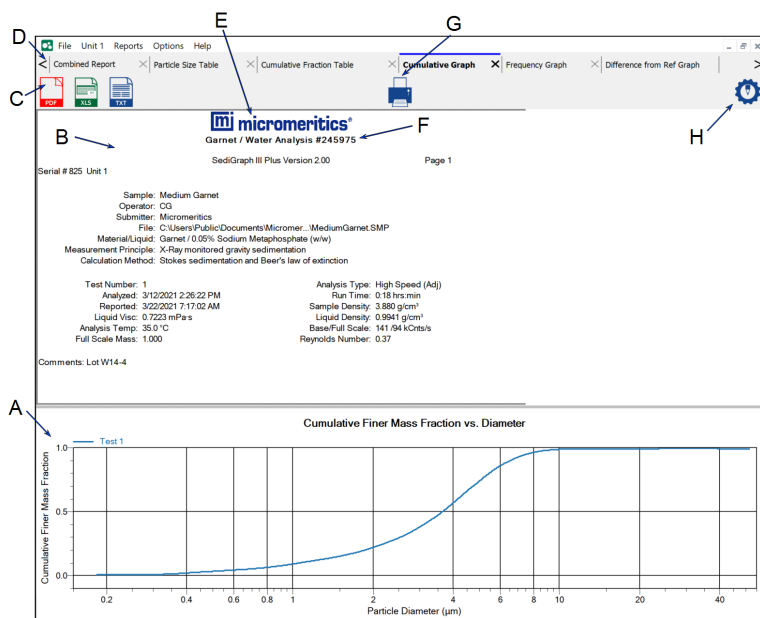 E
G
D
File Unit 1 Reports Options Help
Combined Report Particle Size Table Cumulative Fraction Table Cumulative Graph Frequency Graph Difference from Ref Graph
C
PDF XLS TXT
H
mi micromeritics®
B
F
Garnet / Water Analysis #245975
SediGraph III Plus Version 2.00 Page 1
Serial # 825 Unit 1
Sample: Medium Garnet
Operator: CG
Submitter: Micromeritics
File: C:\Users\Public\Documents\Micromer...\MediumGarnet.SMP
Material/Liquid: Garnet / 0.05% Sodium Metaphosphate (w/w)
Measurement Principle: X-Ray monitored gravity sedimentation
Calculation Method: Stokes sedimentation and Beer's law of extinction
Test Number: 1 Analysis Type: High Speed (Adj)
Analyzed: 3/12/2021 2:26:22 PM Run Time: 0:18 hrs:min
Reported: 3/22/2021 7:17:02 AM Sample Density: 3.880 g/cm³
Liquid Visc: 0.7223 mPa·s Liquid Density: 0.9941 g/cm³
Analysis Temp: 35.0 °C Base/Full Scale: 141 /94 kCnts/s
Full Scale Mass: 1.000 Reynolds Number: 0.37
Comments: Lot W14-4
A
Cumulative Finer Mass Fraction vs. Diameter
Test 1
Cumulative Finer Mass Fraction
1.0
0.5
0.0
0.2 0.4 0.6 0.8 1 2 4 6 8 10 20 40
Particle Diameter (µm)